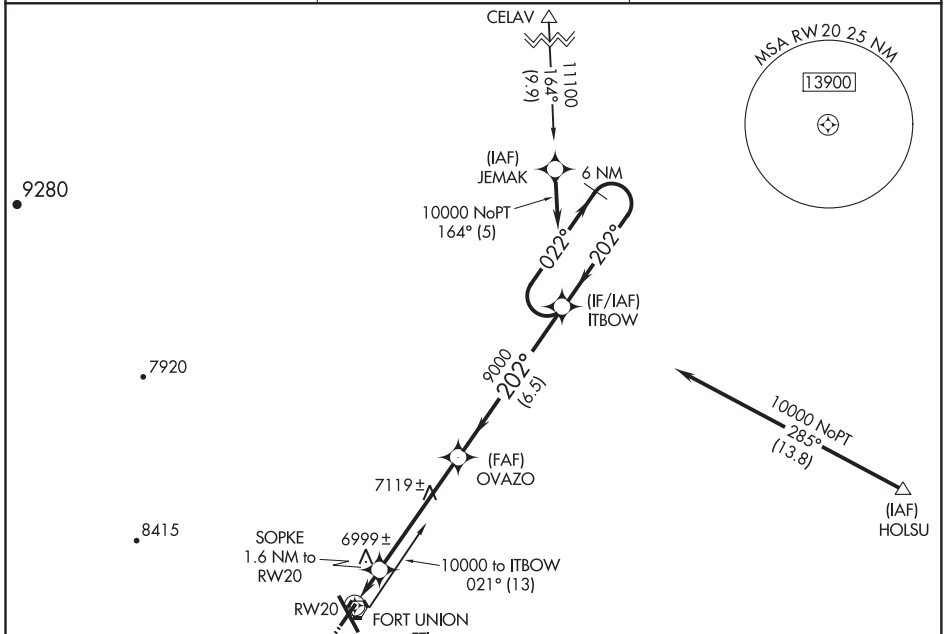 CELAV
11100
164°
(9.9)
MSA RW20 25 NM
13900
(IAF)
JEMAK
6 NM
9280
10000 NoPT
164° (5)
022°
202°
(IF/IAF)
ITBOW
9000
202°
(6.5)
7920
10000 NoPT
285°
(13.8)
(FAF)
OVAZO
7119±
(IAF)
HOLSU
8415
SOPKE
1.6 NM to
RW20
6999±
10000 to ITBOW
021° (13)
RW20
FORT UNION